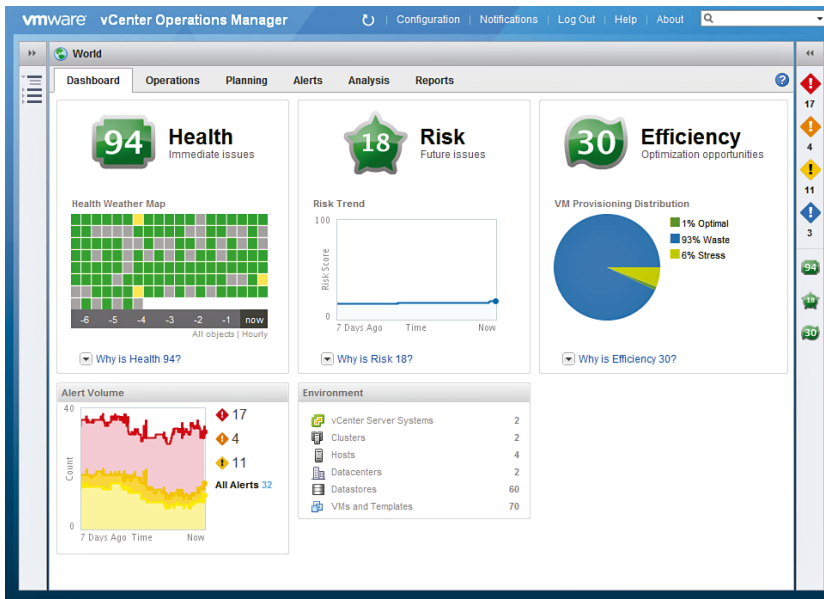 vmware vCenter Operations Manager
Configuration Notifications Log Out Help About
World
Dashboard Operations Planning Alerts Analysis Reports
94 Health
Immediate issues
18 Risk
Future issues
30 Efficiency
Optimization opportunities
Health Weather Map
-6 -5 -4 -3 -2 -1 now
All objects | Hourly
Why is Health 94?
Risk Trend
100
Risk Score
0
7 Days Ago Time Now
Why is Risk 18?
VM Provisioning Distribution
1% Optimal
93% Waste
6% Stress
Why is Efficiency 30?
Alert Volume
40
Count
0
7 Days Ago Time Now
17
4
11
All Alerts 32
Environment
vCenter Server Systems 2
Clusters 2
Hosts 4
Datacenters 2
Datastores 60
VMs and Templates 70
17
4
11
3
94
18
30